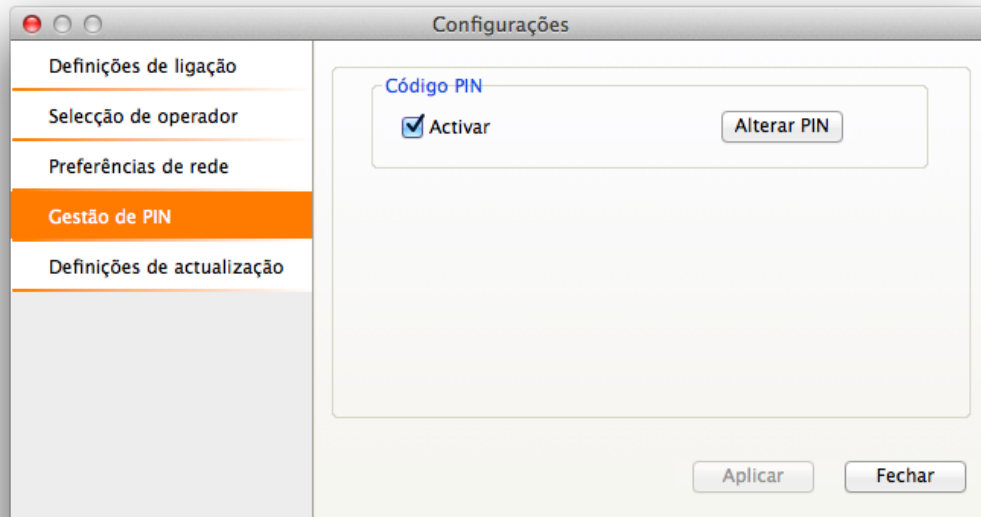 Configurações
Definições de ligação
Selecção de operador
Preferências de rede
Gestão de PIN
Definições de actualização
Código PIN
Activar
Alterar PIN
Aplicar
Fechar